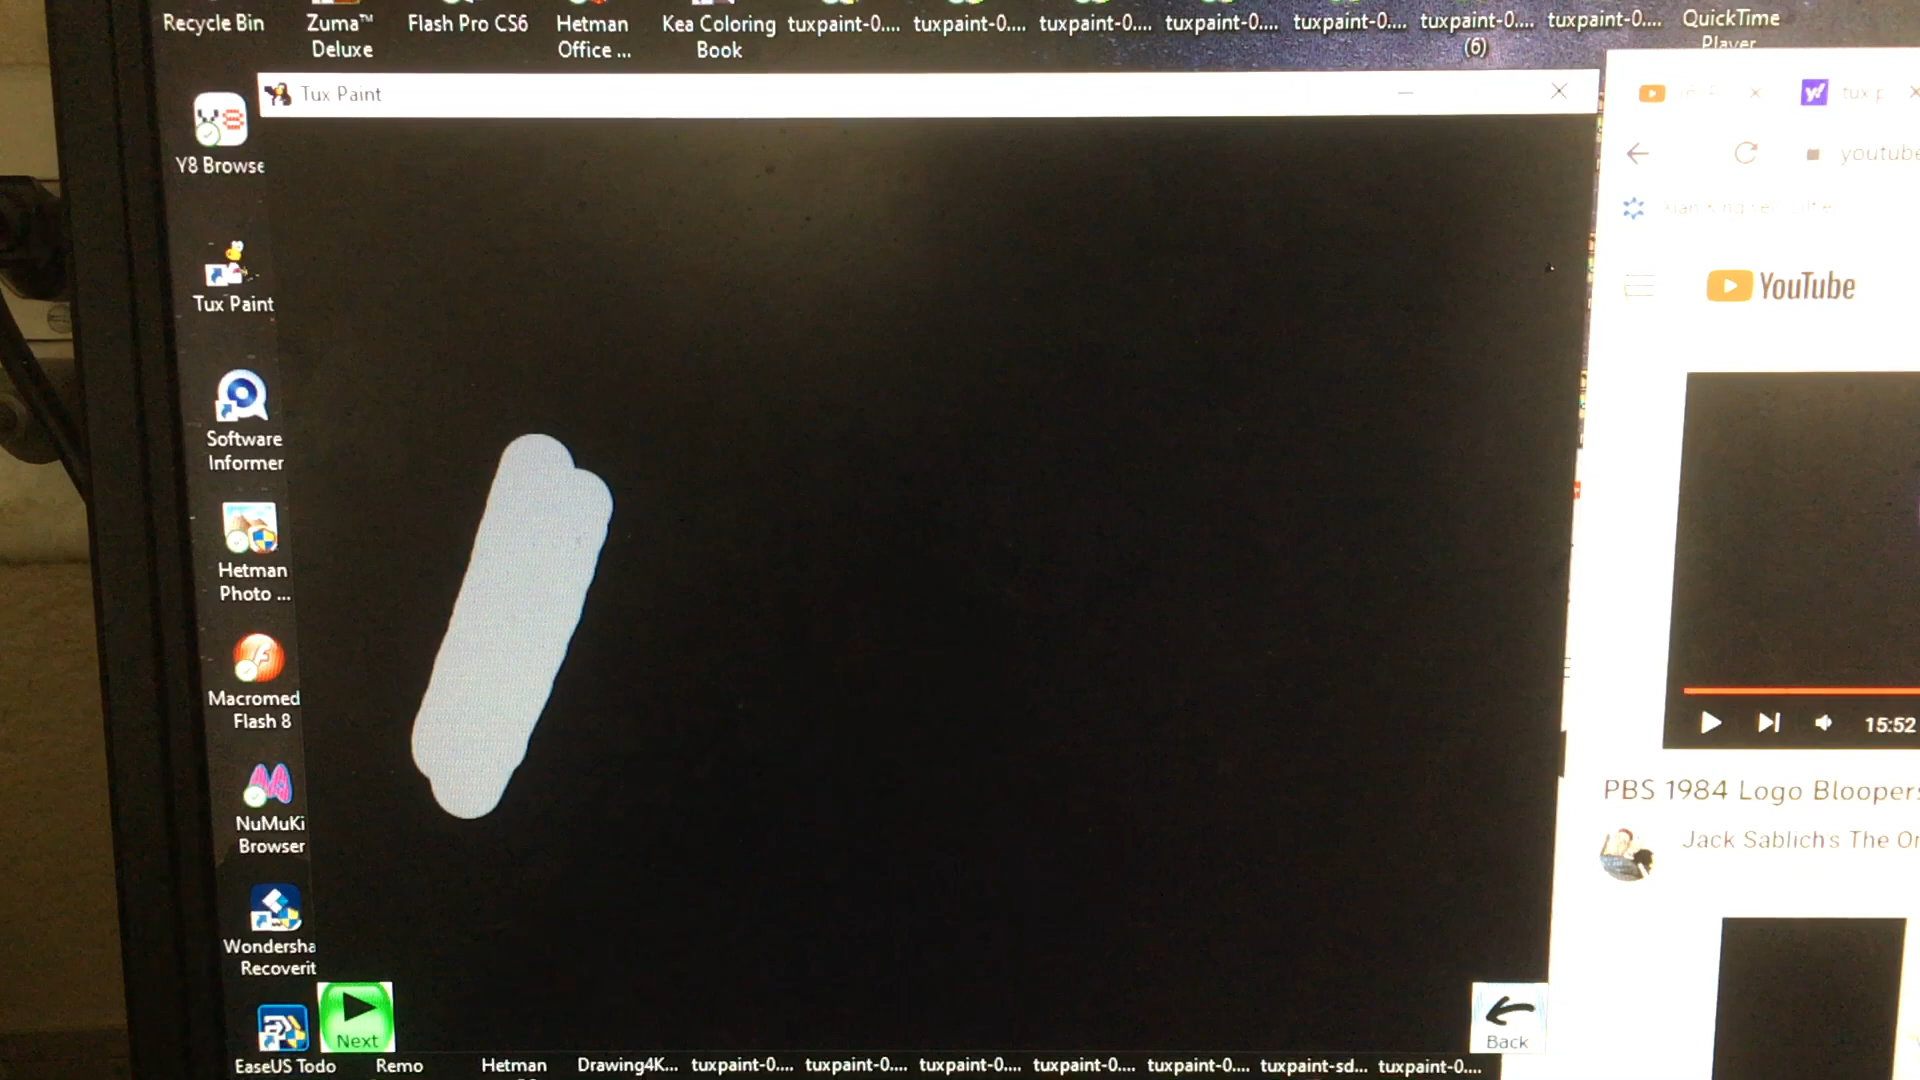 Recycle Bin
Zuma™ Deluxe
Flash Pro CS6
Hetman Office ...
Kea Coloring Book
tuxpaint-0....
tuxpaint-0....
tuxpaint-0....
tuxpaint-0....
tuxpaint-0....
tuxpaint-0.... (6)
tuxpaint-0....
QuickTime Player
Tux Paint
tux p
Y8 Browse
youtube
Tux Paint
YouTube
Software Informer
Hetman Photo ...
Macromed Flash 8
15:52
NuMuKi Browser
PBS 1984 Logo Bloopers
Jack Sablich's The Or
Wondersha Recoverit
Next
Back
EaseUS Todo
Remo
Hetman
Drawing4K...
tuxpaint-0....
tuxpaint-0....
tuxpaint-0....
tuxpaint-0....
tuxpaint-0....
tuxpaint-sd...
tuxpaint-0....